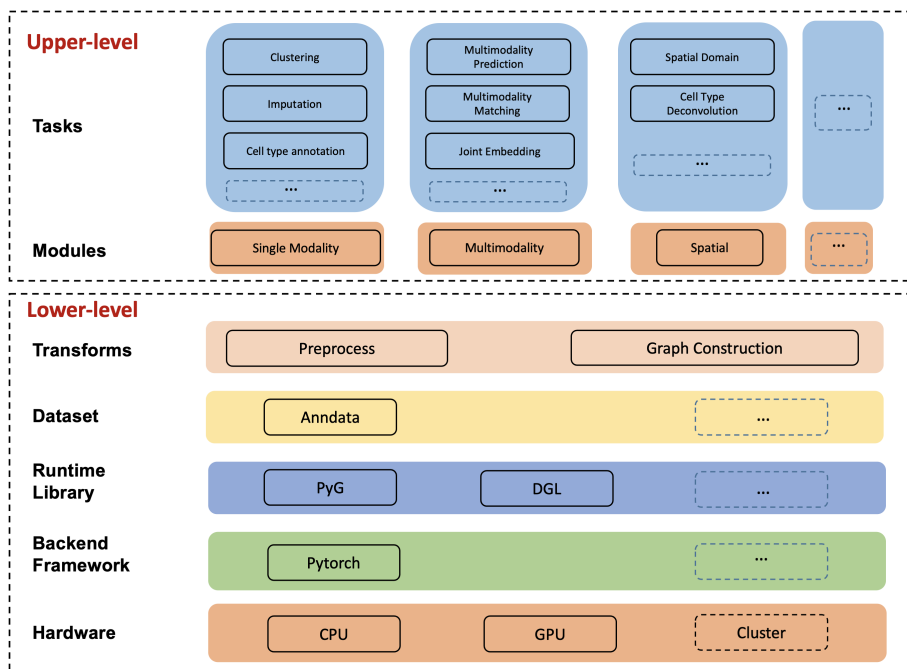 Upper-level
Tasks
Clustering
Imputation
Cell type annotation
...
Multimodality
Prediction
Multimodality
Matching
Joint Embedding
...
Spatial Domain
Cell Type
Deconvolution
...
...
Modules
Single Modality
Multimodality
Spatial
...
Lower-level
Transforms
Preprocess
Graph Construction
Dataset
Anndata
...
Runtime
Library
PyG
DGL
...
Backend
Framework
Pytorch
...
Hardware
CPU
GPU
Cluster